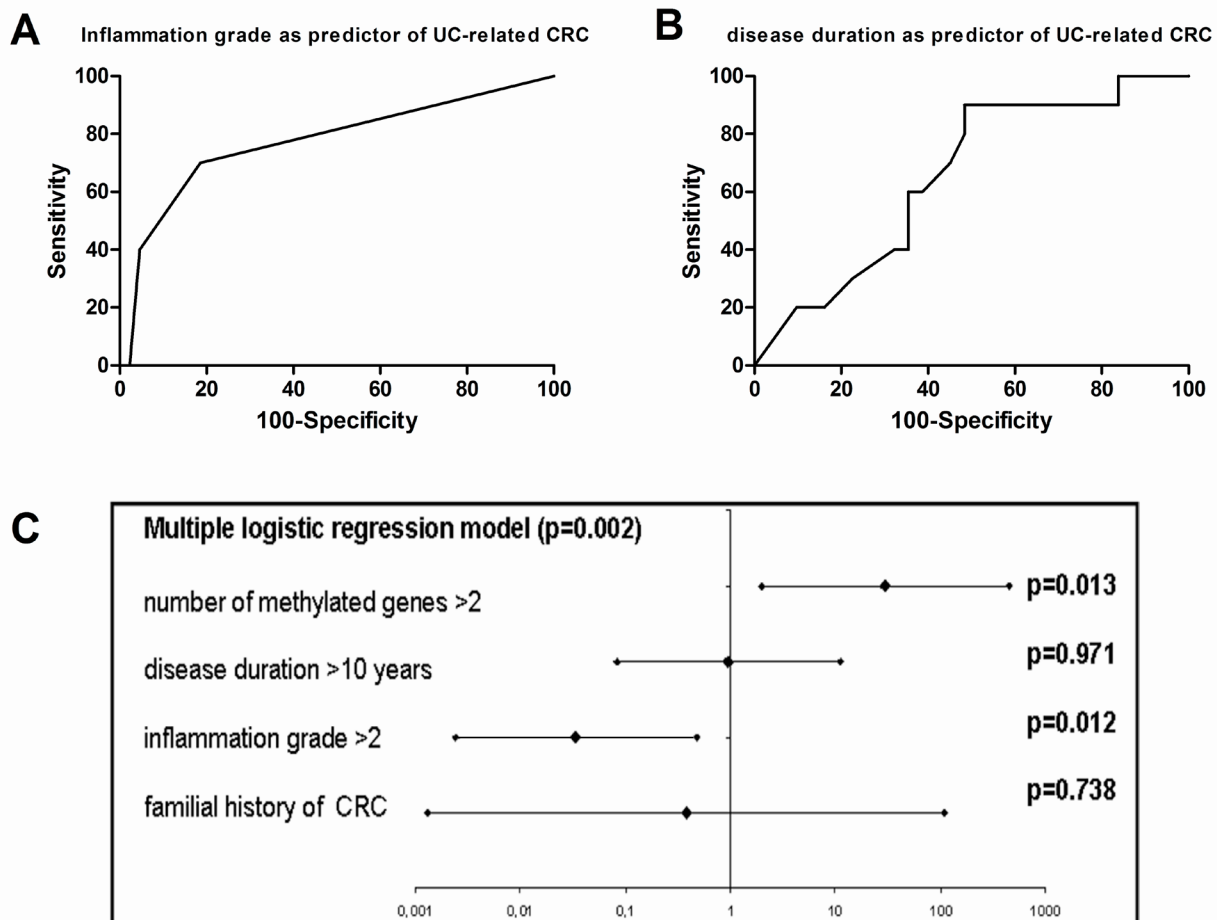 A
Inflammation grade as predictor of UC-related CRC
100
80
60
40
20
0
Sensitivity
0 20 40 60 80 100
100-Specificity
B
disease duration as predictor of UC-related CRC
100
80
60
40
20
0
Sensitivity
0 20 40 60 80 100
100-Specificity
C
Multiple logistic regression model (p=0.002)
number of methylated genes >2 p=0.013
disease duration >10 years p=0.971
inflammation grade >2 p=0.012
familial history of CRC p=0.738
0,001 0,01 0,1 1 10 100 1000